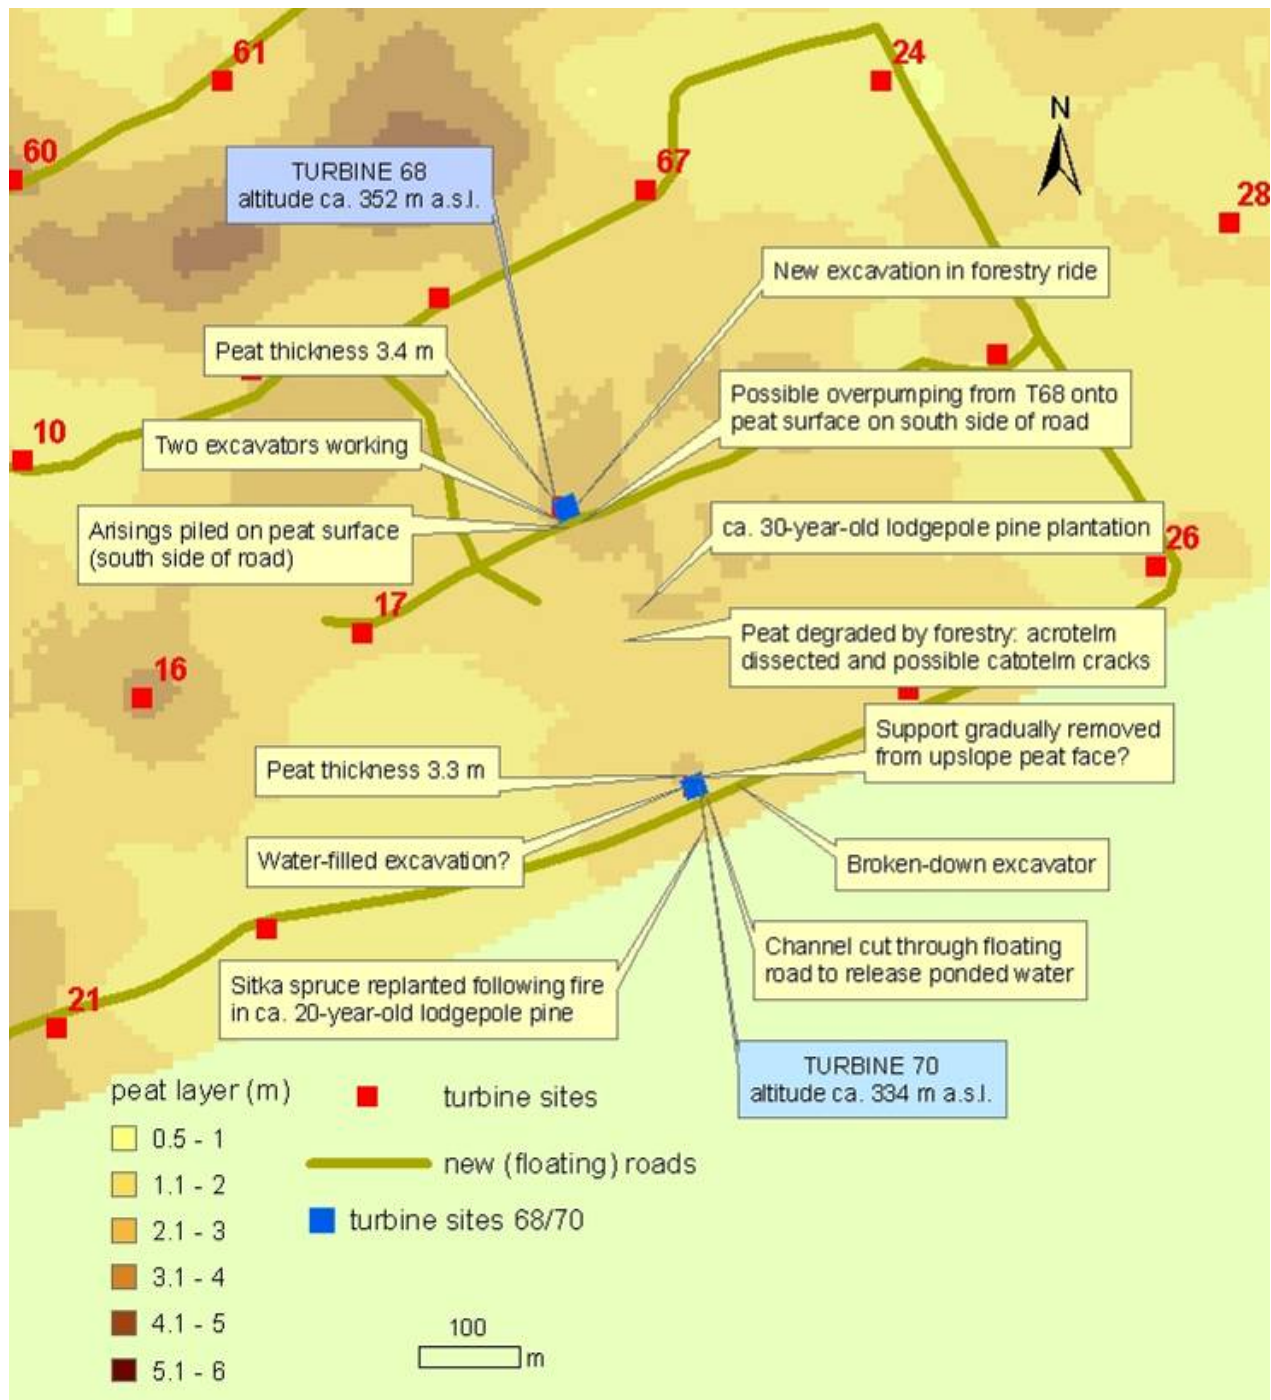 61
24
N
60
TURBINE 68
altitude ca. 352 m a.s.l.
67
28
New excavation in forestry ride
Peat thickness 3.4 m
Possible overpumping from T68 onto
peat surface on south side of road
10
Two excavators working
Arisings piled on peat surface
(south side of road)
ca. 30-year-old lodgepole pine plantation
26
17
Peat degraded by forestry: acrotelm
dissected and possible catotelm cracks
16
Support gradually removed
from upslope peat face?
Peat thickness 3.3 m
Water-filled excavation?
Broken-down excavator
Channel cut through floating
road to release ponded water
Sitka spruce replanted following fire
in ca. 20-year-old lodgepole pine
21
TURBINE 70
altitude ca. 334 m a.s.l.
peat layer (m)
0.5 - 1
1.1 - 2
2.1 - 3
3.1 - 4
4.1 - 5
5.1 - 6
turbine sites
new (floating) roads
turbine sites 68/70
100
m